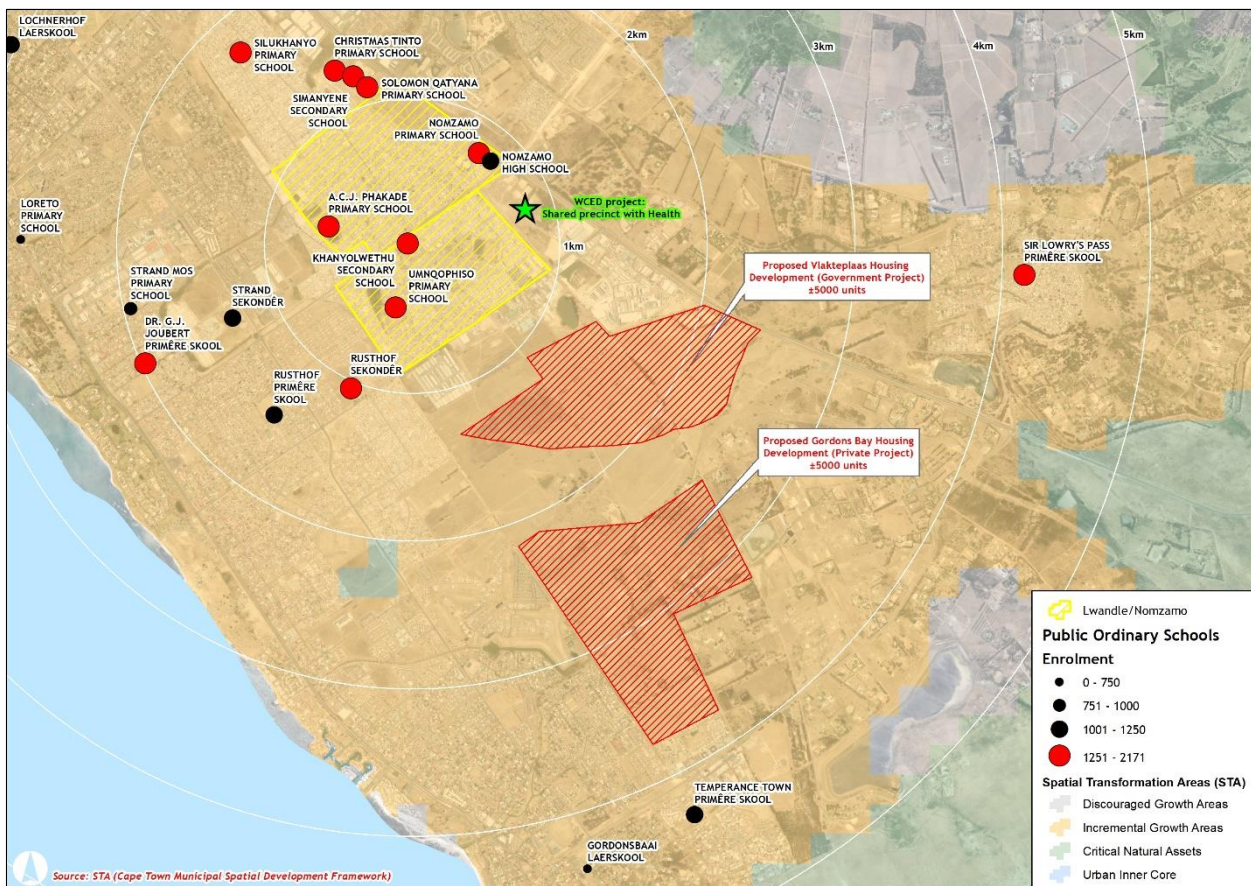 LOCHNERHOF
LAERSKOOL
SILUKHANYO
PRIMARY
SCHOOL
CHRISTMAS TINTO
PRIMARY SCHOOL
SOLOMON QATYANA
PRIMARY SCHOOL
SIMANYENE
SECONDARY
SCHOOL
NOMZAMO
PRIMARY SCHOOL
NOMZAMO
HIGH SCHOOL
2km
3km
4km
5km
A.C.J. PHAKADE
PRIMARY SCHOOL
WCED project:
Shared precinct with Health
LORETO
PRIMARY
SCHOOL
KHANYOLWETHU
SECONDARY
SCHOOL
1km
SIR LOWRY'S PASS
PRIMÊRE SKOOL
STRAND MOS
PRIMARY
SCHOOL
STRAND
SEKONDÊR
UMNQOPHISO
PRIMARY
SCHOOL
Proposed Vlakteplaas Housing
Development (Government Project)
±5000 units
DR. G.J.
JOUBERT
PRIMÊRE SKOOL
RUSTHOF
PRIMÊRE
SKOOL
RUSTHOF
SEKONDÊR
Proposed Gordons Bay Housing
Development (Private Project)
±5000 units
TEMPERANCE TOWN
PRIMÊRE SKOOL
GORDONSBAAI
LAERSKOOL
Lwandle/Nomzamo
Public Ordinary Schools
Enrolment
0 - 750
751 - 1000
1001 - 1250
1251 - 2171
Spatial Transformation Areas (STA)
Discouraged Growth Areas
Incremental Growth Areas
Critical Natural Assets
Urban Inner Core
Source: STA (Cape Town Municipal Spatial Development Framework)